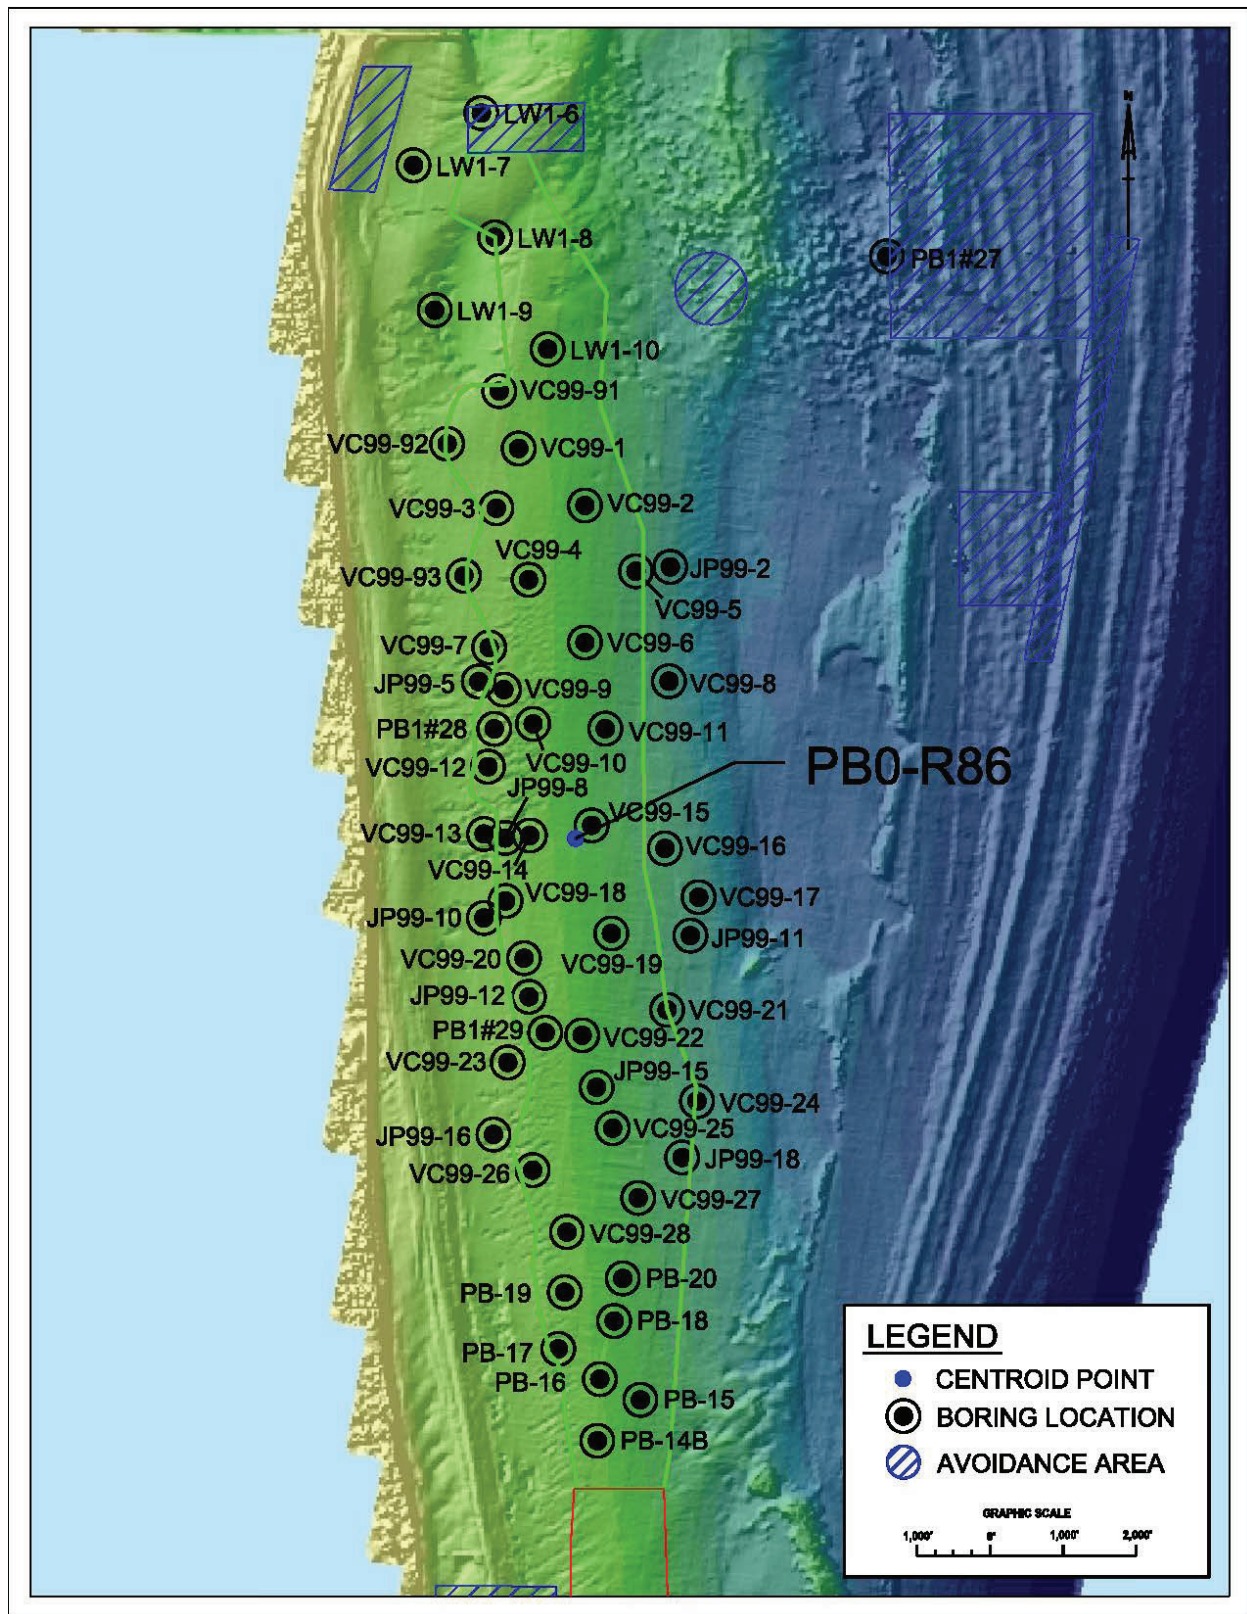 N
LW1-6
LW1-7
LW1-8
PB1#27
LW1-9
LW1-10
VC99-91
VC99-92
VC99-1
VC99-3
VC99-2
VC99-4
VC99-93
JP99-2
VC99-5
VC99-7
VC99-6
JP99-5
VC99-9
VC99-8
PB1#28
VC99-11
VC99-12
VC99-10
PB0-R86
JP99-8
VC99-15
VC99-13
VC99-16
VC99-14
VC99-18
VC99-17
JP99-10
JP99-11
VC99-20
VC99-19
JP99-12
VC99-21
PB1#29
VC99-22
VC99-23
JP99-15
VC99-24
VC99-25
JP99-16
JP99-18
VC99-26
VC99-27
VC99-28
PB-20
PB-19
PB-18
PB-17
PB-16
PB-15
PB-14B
LEGEND
CENTROID POINT
BORING LOCATION
AVOIDANCE AREA
GRAPHIC SCALE
1,000' 0' 1,000' 2,000'